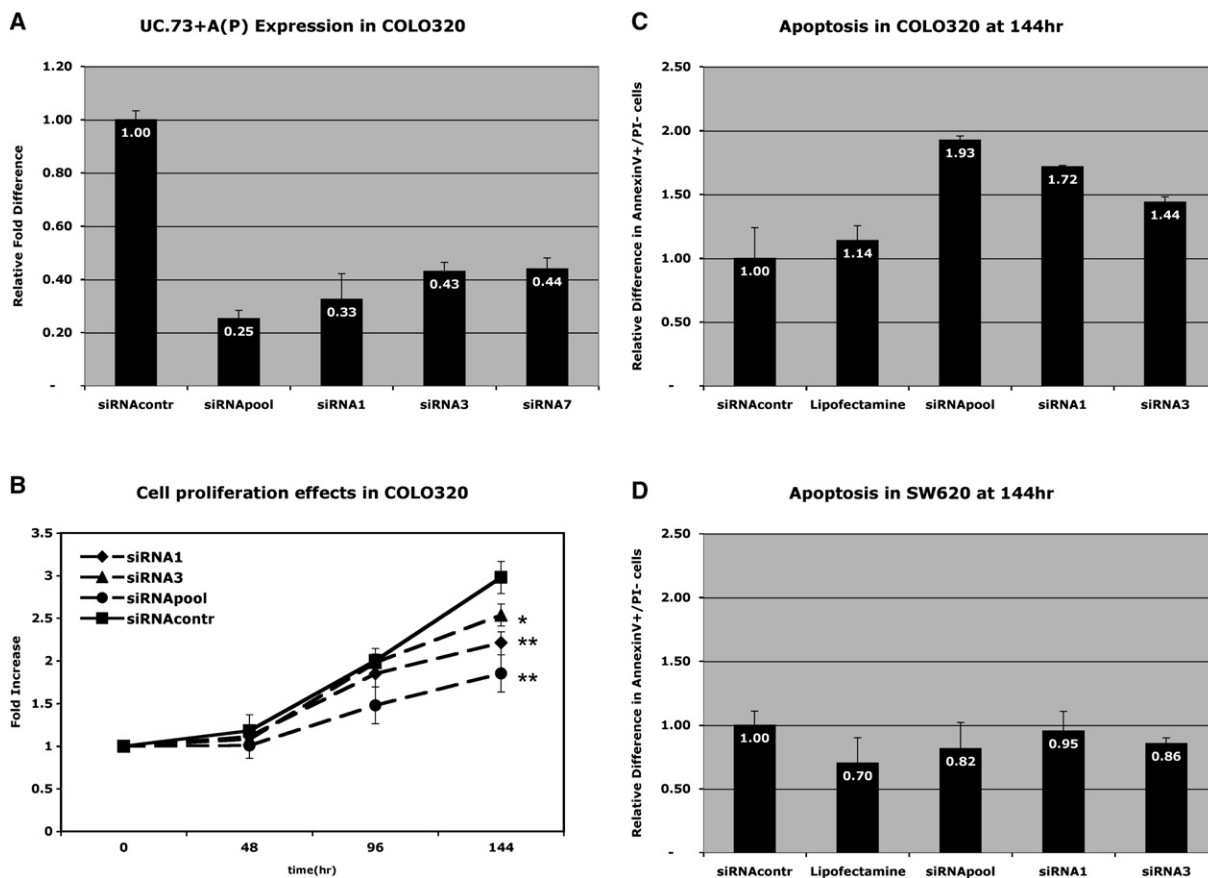 A
UC.73+A(P) Expression in COLO320
Relative Fold Difference
1.20
1.00
0.80
0.60
0.40
0.20
-
1.00
0.25
0.33
0.43
0.44
siRNAcontr siRNApool siRNA1 siRNA3 siRNA7
B
Cell proliferation effects in COLO320
Fold Increase
3.5
3
2.5
2
1.5
1
0.5
0
siRNA1
siRNA3
siRNApool
siRNAcontr
*
**
**
0 48 96 144
time(hr)
C
Apoptosis in COLO320 at 144hr
Relative Difference in AnnexinV+/PI- cells
2.50
2.00
1.50
1.00
0.50
-
1.00
1.14
1.93
1.72
1.44
siRNAcontr Lipofectamine siRNApool siRNA1 siRNA3
D
Apoptosis in SW620 at 144hr
Relative Difference in AnnexinV+/PI- cells
2.50
2.00
1.50
1.00
0.50
-
1.00
0.70
0.82
0.95
0.86
siRNAcontr Lipofectamine siRNApool siRNA1 siRNA3